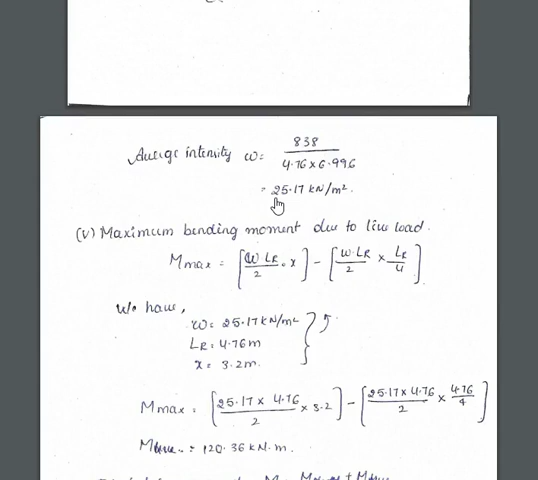 Average intensity ω = 838 / 4.76 x 6.996
= 25.17 kN/m².
(V) Maximum bending moment due to live load.
Mmax = [ω LR / 2 . x] - [ω.LR / 2 x LR / 4]
We have,
ω = 25.17 kN/m²
LR = 4.76m
x = 3.2m.
Mmax = [25.17 x 4.76 / 2 x 3.2] - [25.17 x 4.76 / 2 x 4.76 / 4]
= 120.36 kN.m.